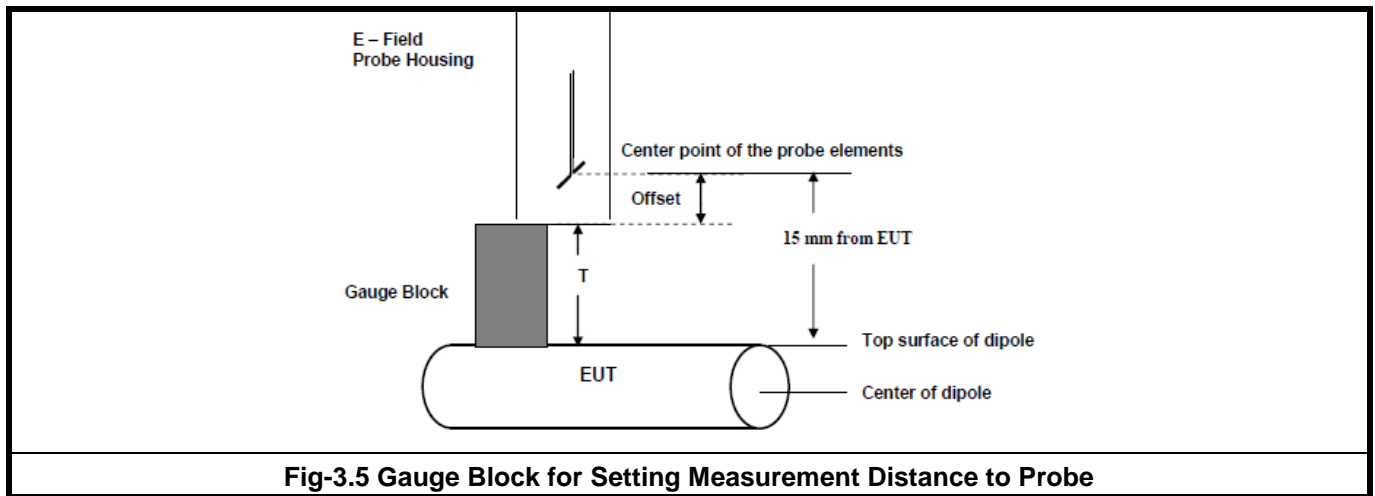 E – Field
Probe Housing
Center point of the probe elements
Offset
15 mm from EUT
T
Gauge Block
Top surface of dipole
EUT
Center of dipole
Fig-3.5 Gauge Block for Setting Measurement Distance to Probe